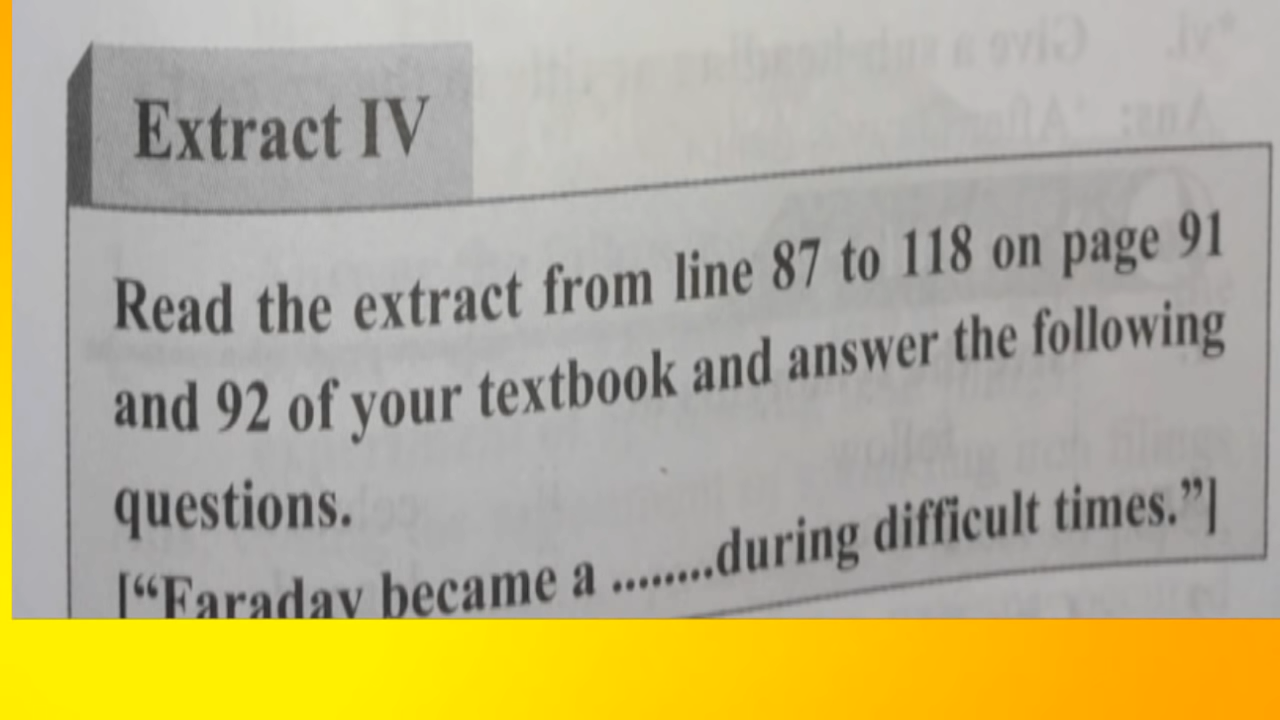 Extract IV
Read the extract from line 87 to 118 on page 91
and 92 of your textbook and answer the following
questions.
[“Faraday became a ........during difficult times.”]